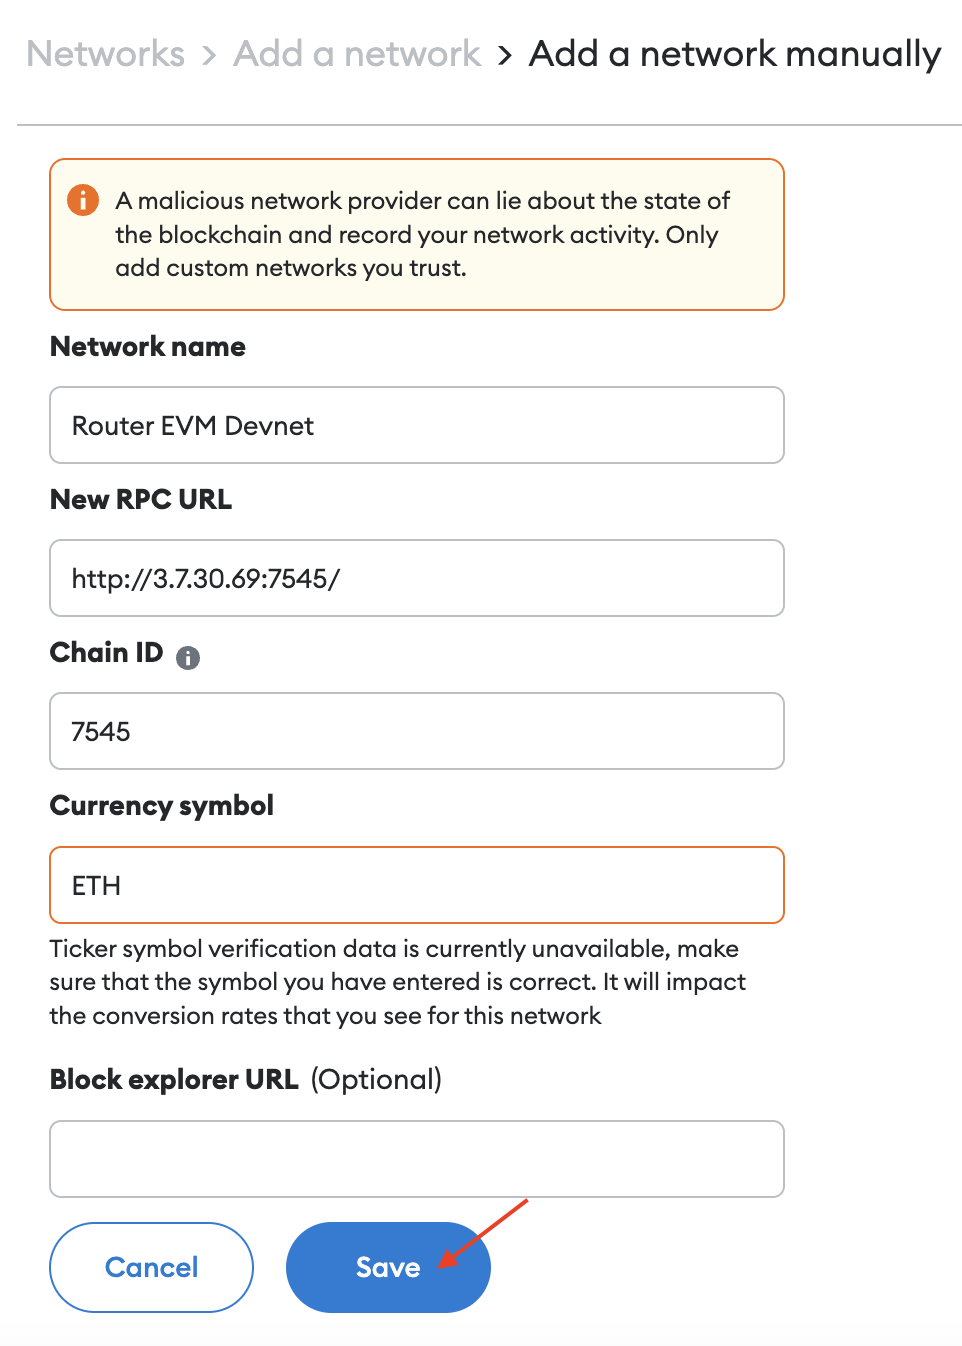 Networks > Add a network > Add a network manually
A malicious network provider can lie about the state of
the blockchain and record your network activity. Only
add custom networks you trust.
Network name
Router EVM Devnet
New RPC URL
http://3.7.30.69:7545/
Chain ID
7545
Currency symbol
ETH
Ticker symbol verification data is currently unavailable, make
sure that the symbol you have entered is correct. It will impact
the conversion rates that you see for this network
Block explorer URL (Optional)
Cancel Save